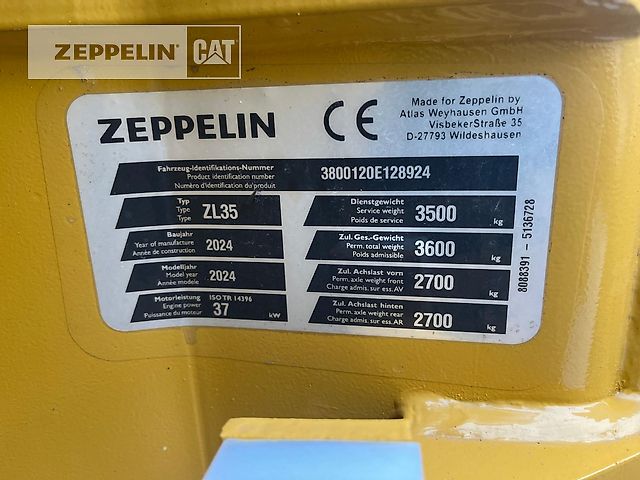 ZEPPELIN CAT
ZEPPELIN
CE
Made for Zeppelin by
Atlas Weyhausen GmbH
VisbekerStraße 35
D-27793 Wildeshausen
Fahrzeug-Identifikations-Nummer
Product identification number
Numéro d'identification du produit
3800120E128924
Typ
Type
Type
ZL35
Baujahr
Year of manufacture
Année de construction
2024
Modelljahr
Model year
Année modèle
2024
Motorleistung ISO TR 14396
Engine power
Puissance du moteur
37 kW
Dienstgewicht
Service weight
Poids de service
3500 kg
Zul. Ges.-Gewicht
Perm. total weight
Poids admissible
3600 kg
Zul. Achslast vorn
Perm. axle weight front
Charge admis. sur ess. AV
2700 kg
Zul. Achslast hinten
Perm. axle weight rear
Charge admis. sur ess. AR
2700 kg
8088391 - 5136728